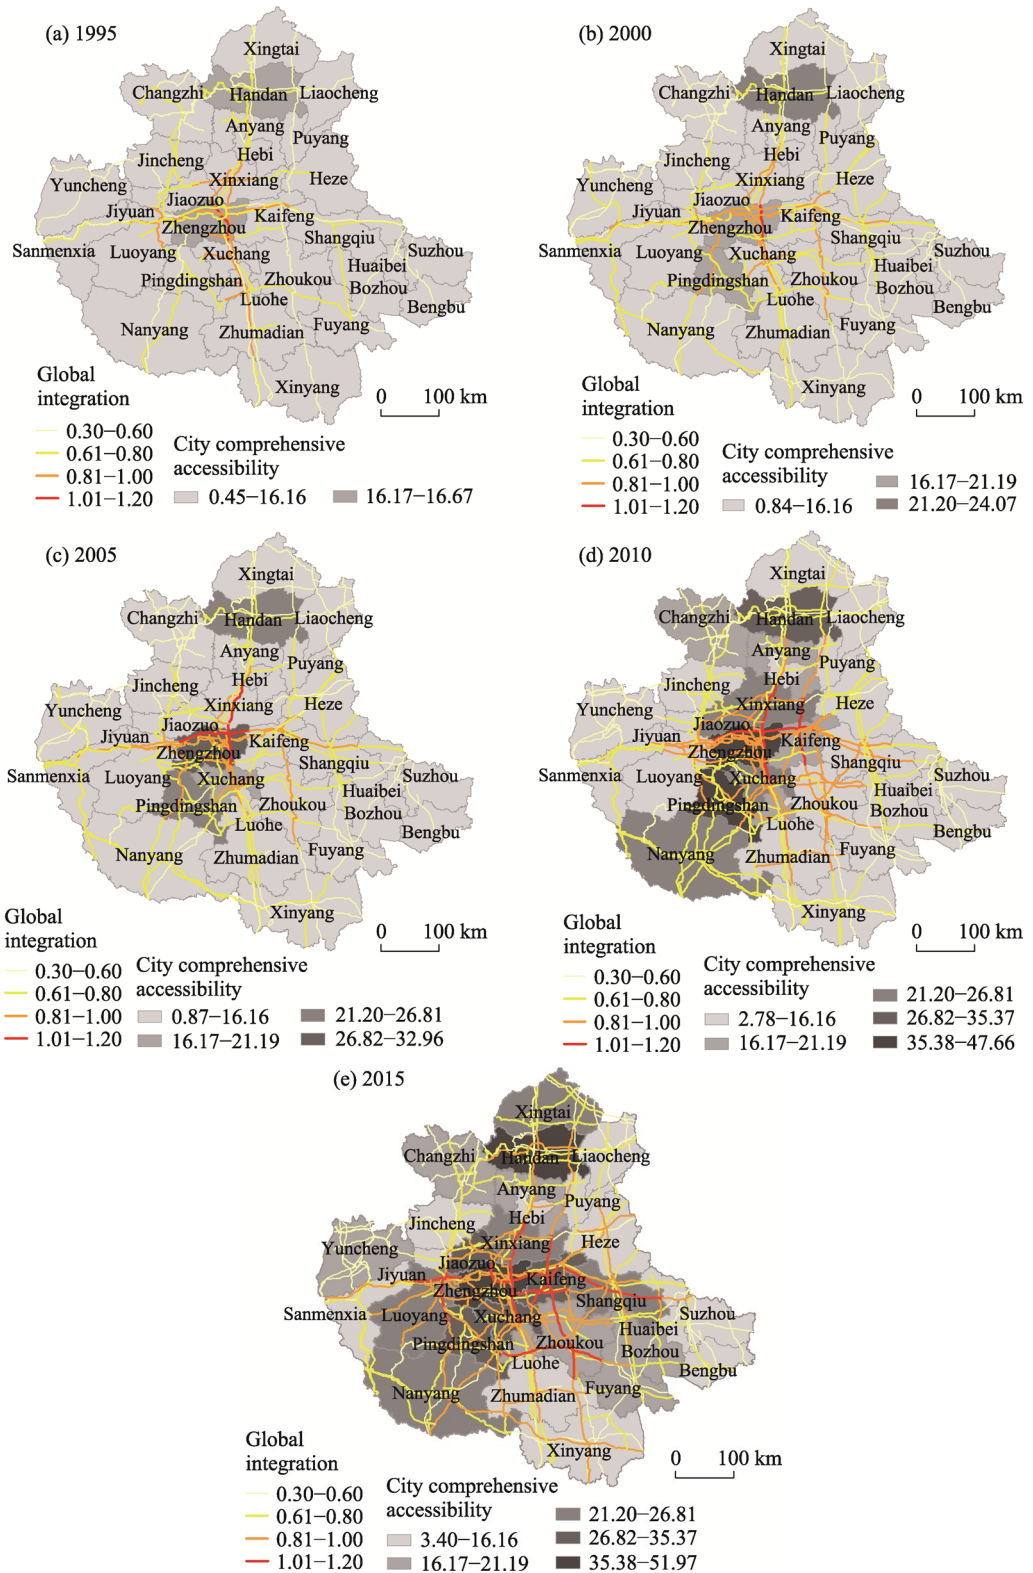 (a) 1995
Xingtai
Changzhi
Handan
Liaocheng
Anyang
Puyang
Hebi
Jincheng
Xinxiang
Heze
Yuncheng
Jiaozuo
Jiyuan
Kaifeng
Zhengzhou
Shangqiu
Sanmenxia
Luoyang
Xuchang
Suzhou
Huaibei
Pingdingshan
Zhoukou
Bozhou
Luohe
Bengbu
Nanyang
Zhumadian
Fuyang
Xinyang
Global
integration
0.30–0.60
0.61–0.80
0.81–1.00
1.01–1.20
City comprehensive
accessibility
0.45–16.16
16.17–16.67
0 100 km
(b) 2000
Xingtai
Changzhi
Handan
Liaocheng
Anyang
Puyang
Hebi
Jincheng
Xinxiang
Heze
Yuncheng
Jiaozuo
Jiyuan
Kaifeng
Zhengzhou
Shangqiu
Sanmenxia
Luoyang
Xuchang
Suzhou
Huaibei
Pingdingshan
Zhoukou
Bozhou
Luohe
Bengbu
Nanyang
Zhumadian
Fuyang
Xinyang
Global
integration
0.30–0.60
0.61–0.80
0.81–1.00
1.01–1.20
City comprehensive
accessibility
0.84–16.16
16.17–21.19
21.20–24.07
0 100 km
(c) 2005
Xingtai
Changzhi
Handan
Liaocheng
Anyang
Puyang
Hebi
Jincheng
Xinxiang
Heze
Yuncheng
Jiaozuo
Jiyuan
Kaifeng
Zhengzhou
Shangqiu
Sanmenxia
Luoyang
Xuchang
Suzhou
Huaibei
Pingdingshan
Zhoukou
Bozhou
Luohe
Bengbu
Nanyang
Zhumadian
Fuyang
Xinyang
Global
integration
0.30–0.60
0.61–0.80
0.81–1.00
1.01–1.20
City comprehensive
accessibility
0.87–16.16
16.17–21.19
21.20–26.81
26.82–32.96
0 100 km
(d) 2010
Xingtai
Changzhi
Handan
Liaocheng
Anyang
Puyang
Hebi
Jincheng
Xinxiang
Heze
Yuncheng
Jiaozuo
Jiyuan
Kaifeng
Zhengzhou
Shangqiu
Sanmenxia
Luoyang
Xuchang
Suzhou
Huaibei
Pingdingshan
Zhoukou
Bozhou
Luohe
Bengbu
Nanyang
Zhumadian
Fuyang
Xinyang
Global
integration
0.30–0.60
0.61–0.80
0.81–1.00
1.01–1.20
City comprehensive
accessibility
2.78–16.16
16.17–21.19
21.20–26.81
26.82–35.37
35.38–47.66
0 100 km
(e) 2015
Xingtai
Changzhi
Handan
Liaocheng
Anyang
Puyang
Hebi
Jincheng
Xinxiang
Heze
Yuncheng
Jiaozuo
Jiyuan
Kaifeng
Zhengzhou
Shangqiu
Sanmenxia
Luoyang
Xuchang
Suzhou
Huaibei
Pingdingshan
Zhoukou
Bozhou
Luohe
Bengbu
Nanyang
Zhumadian
Fuyang
Xinyang
Global
integration
0.30–0.60
0.61–0.80
0.81–1.00
1.01–1.20
City comprehensive
accessibility
3.40–16.16
16.17–21.19
21.20–26.81
26.82–35.37
35.38–51.97
0 100 km